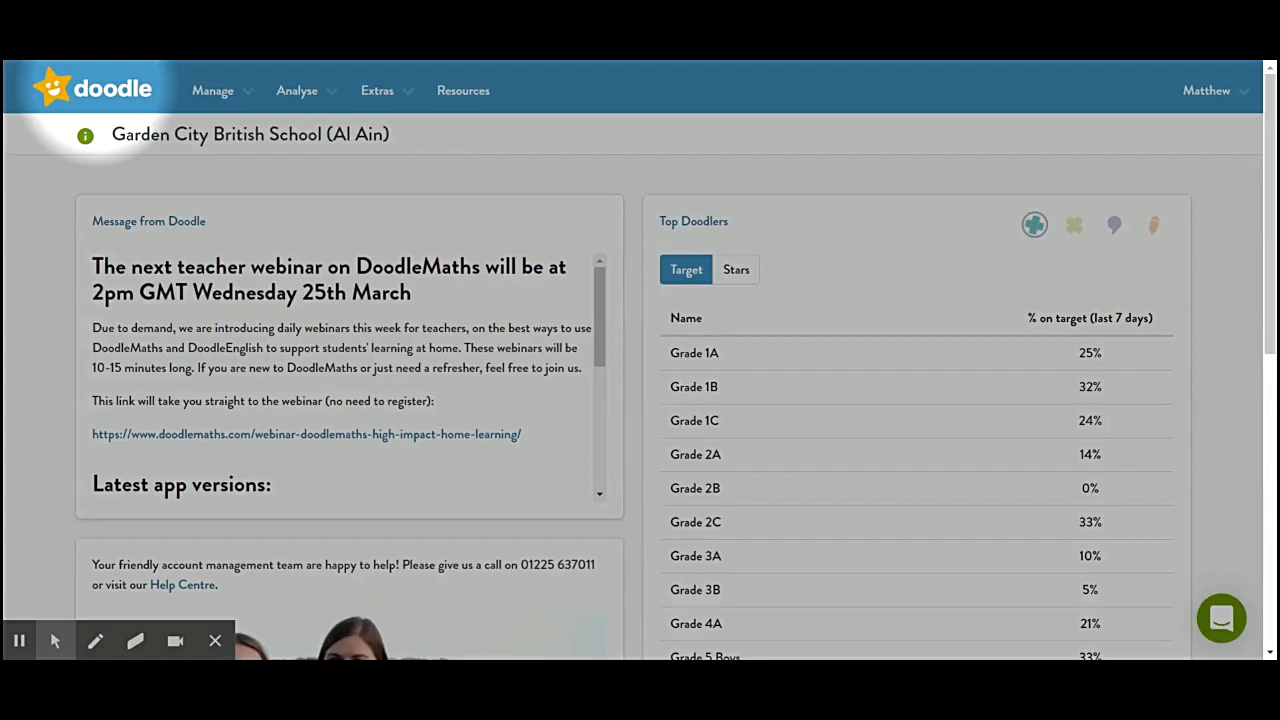 doodle
Manage
Analyse
Extras
Resources
Matthew
Garden City British School (Al Ain)
Message from Doodle
The next teacher webinar on DoodleMaths will be at
2pm GMT Wednesday 25th March
Due to demand, we are introducing daily webinars this week for teachers, on the best ways to use
DoodleMaths and DoodleEnglish to support students' learning at home. These webinars will be
10-15 minutes long. If you are new to DoodleMaths or just need a refresher, feel free to join us.
This link will take you straight to the webinar (no need to register):
https://www.doodlemaths.com/webinar-doodlemaths-high-impact-home-learning/
Latest app versions:
Your friendly account management team are happy to help! Please give us a call on 01225 637011
or visit our Help Centre.
Top Doodlers
Target
Stars
Name % on target (last 7 days)
Grade 1A 25%
Grade 1B 32%
Grade 1C 24%
Grade 2A 14%
Grade 2B 0%
Grade 2C 33%
Grade 3A 10%
Grade 3B 5%
Grade 4A 21%
Grade 5 Boys 33%